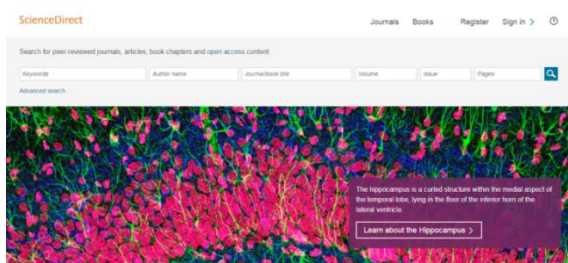 ScienceDirect
Journals Books Register Sign in > ?
Search for peer-reviewed journals, articles, book chapters and open access content.
Keywords Author name Journal/book title Volume Issue Pages
Advanced search
The hippocampus is a curled structure within the medial aspect of
the temporal lobe, lying in the floor of the inferior horn of the
lateral ventricle.
Learn about the Hippocampus >